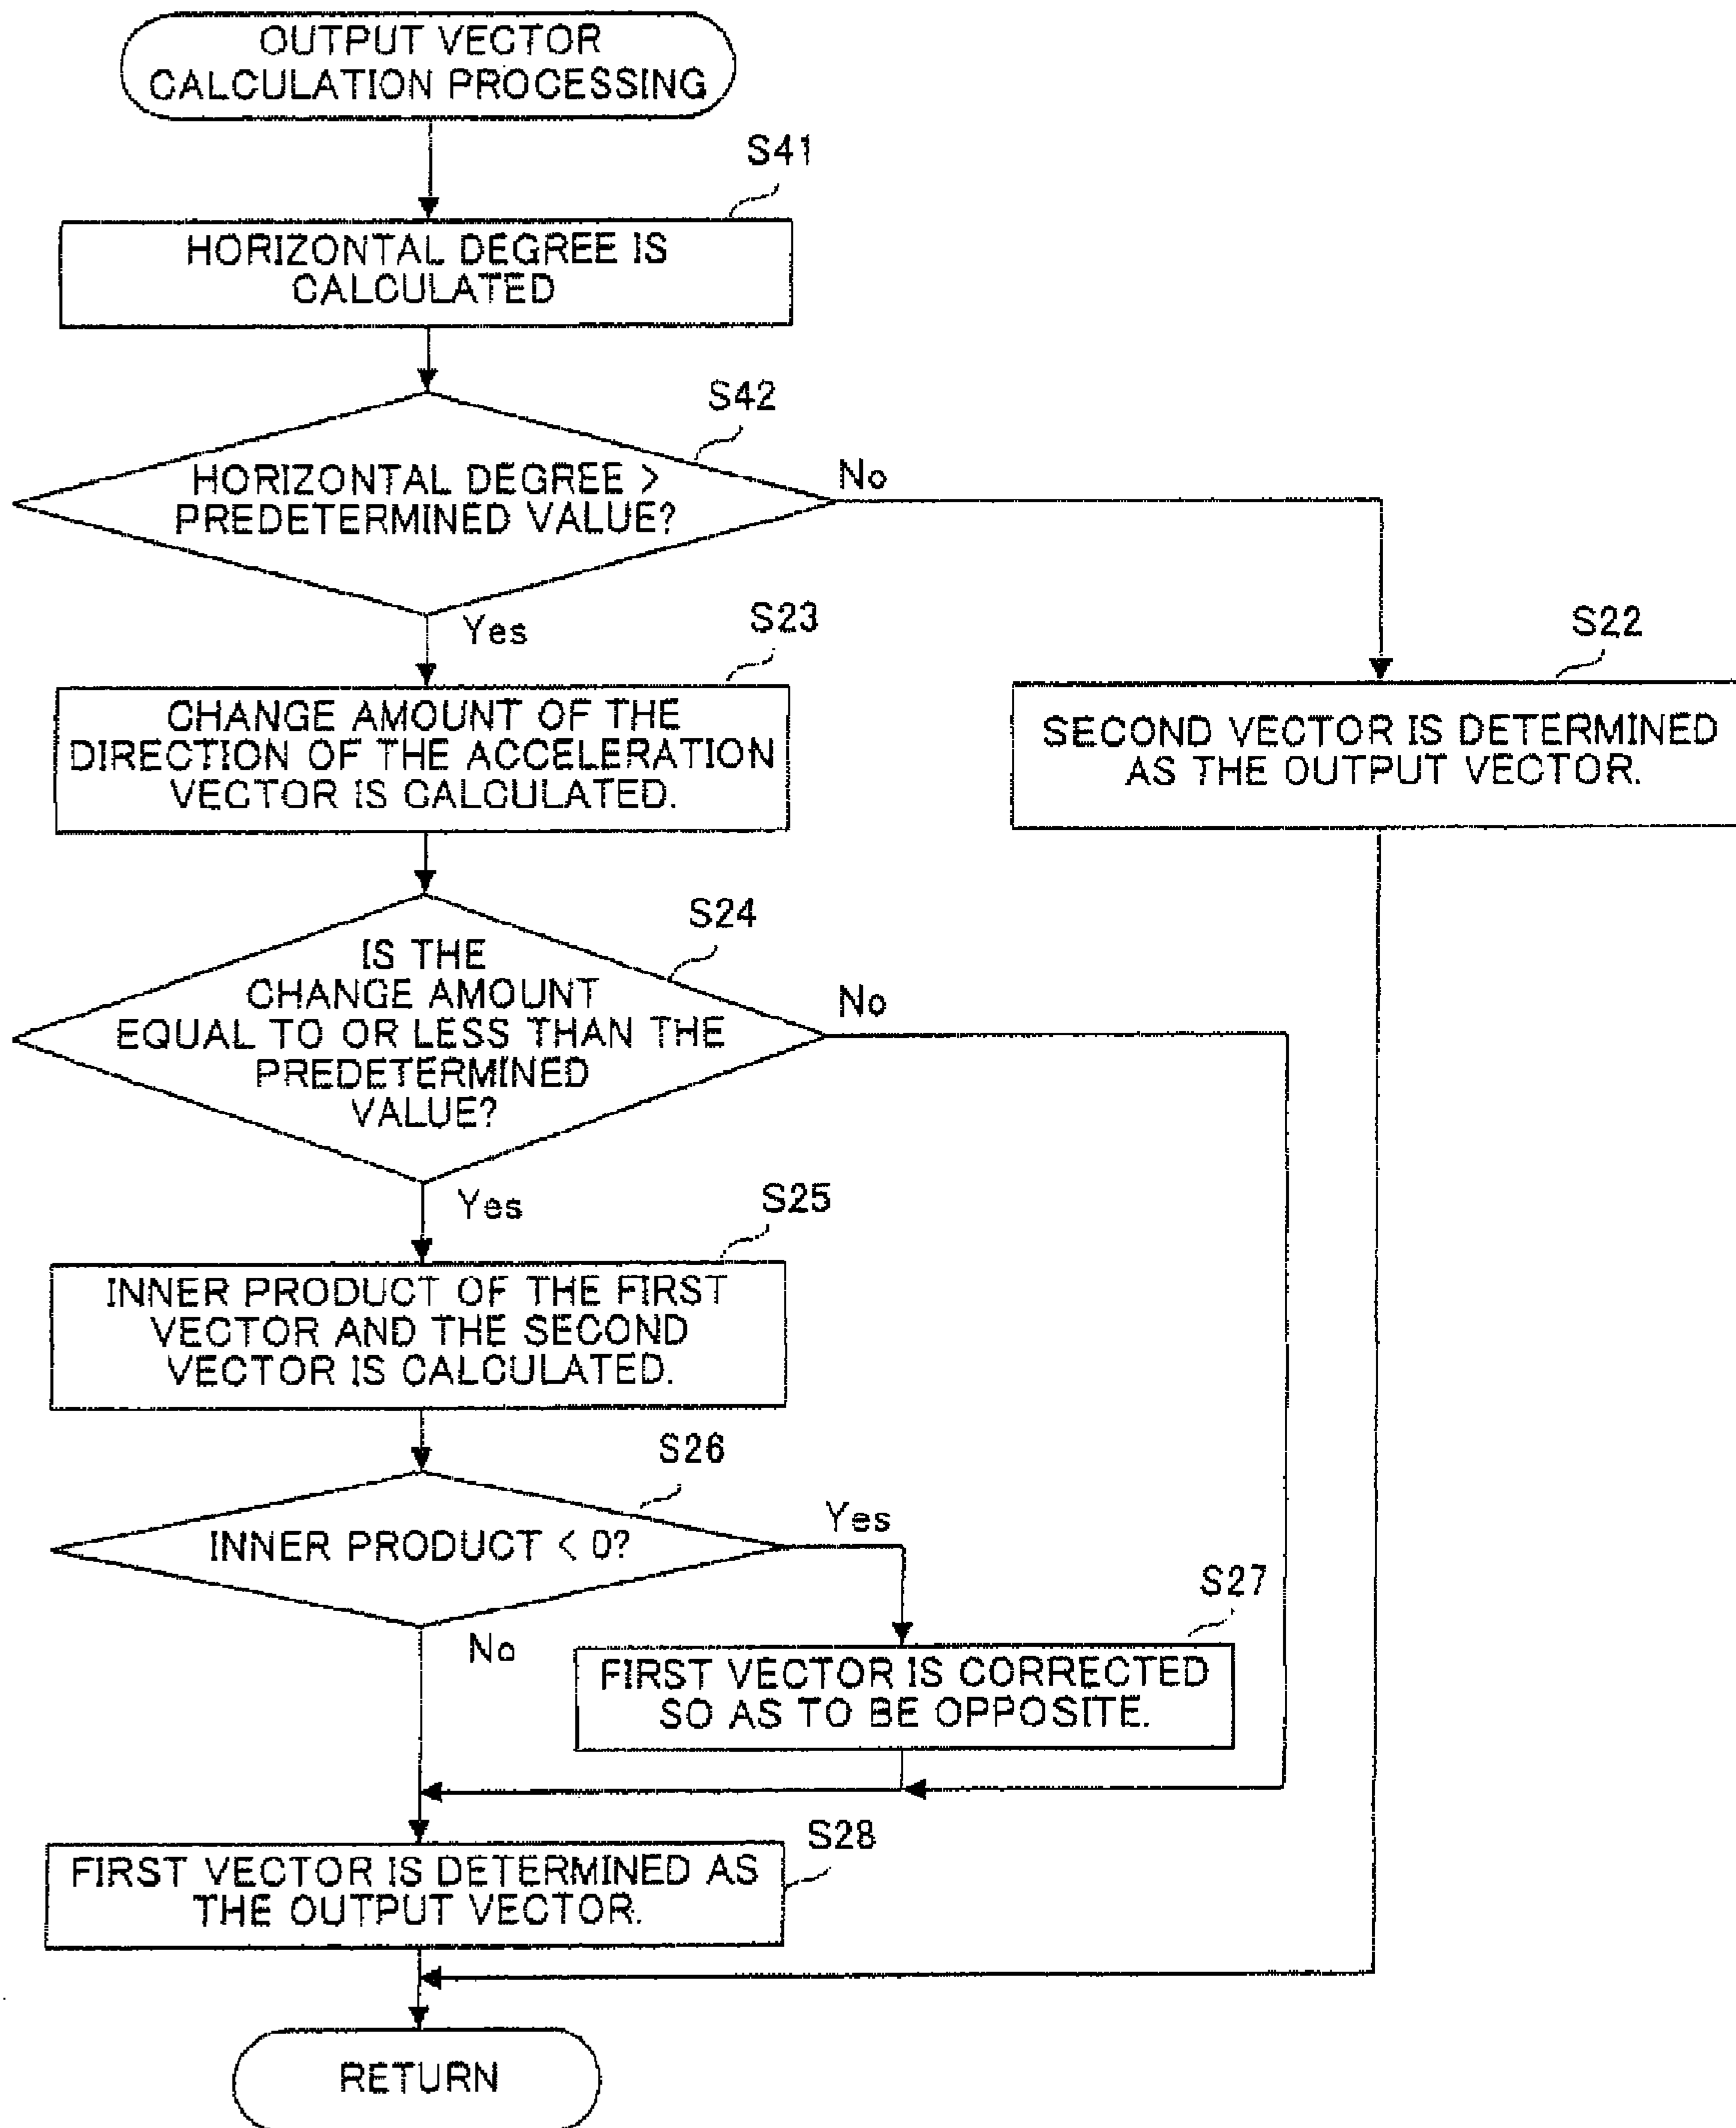 OUTPUT VECTOR
CALCULATION PROCESSING
S41
HORIZONTAL DEGREE IS
CALCULATED
S42
HORIZONTAL DEGREE >
PREDETERMINED VALUE?
No
Yes
S23
CHANGE AMOUNT OF THE
DIRECTION OF THE ACCELERATION
VECTOR IS CALCULATED.
S22
SECOND VECTOR IS DETERMINED
AS THE OUTPUT VECTOR.
S24
IS THE
CHANGE AMOUNT
EQUAL TO OR LESS THAN THE
PREDETERMINED
VALUE?
No
Yes
S25
INNER PRODUCT OF THE FIRST
VECTOR AND THE SECOND
VECTOR IS CALCULATED.
S26
INNER PRODUCT < 0?
Yes
No
S27
FIRST VECTOR IS CORRECTED
SO AS TO BE OPPOSITE.
S28
FIRST VECTOR IS DETERMINED AS
THE OUTPUT VECTOR.
RETURN